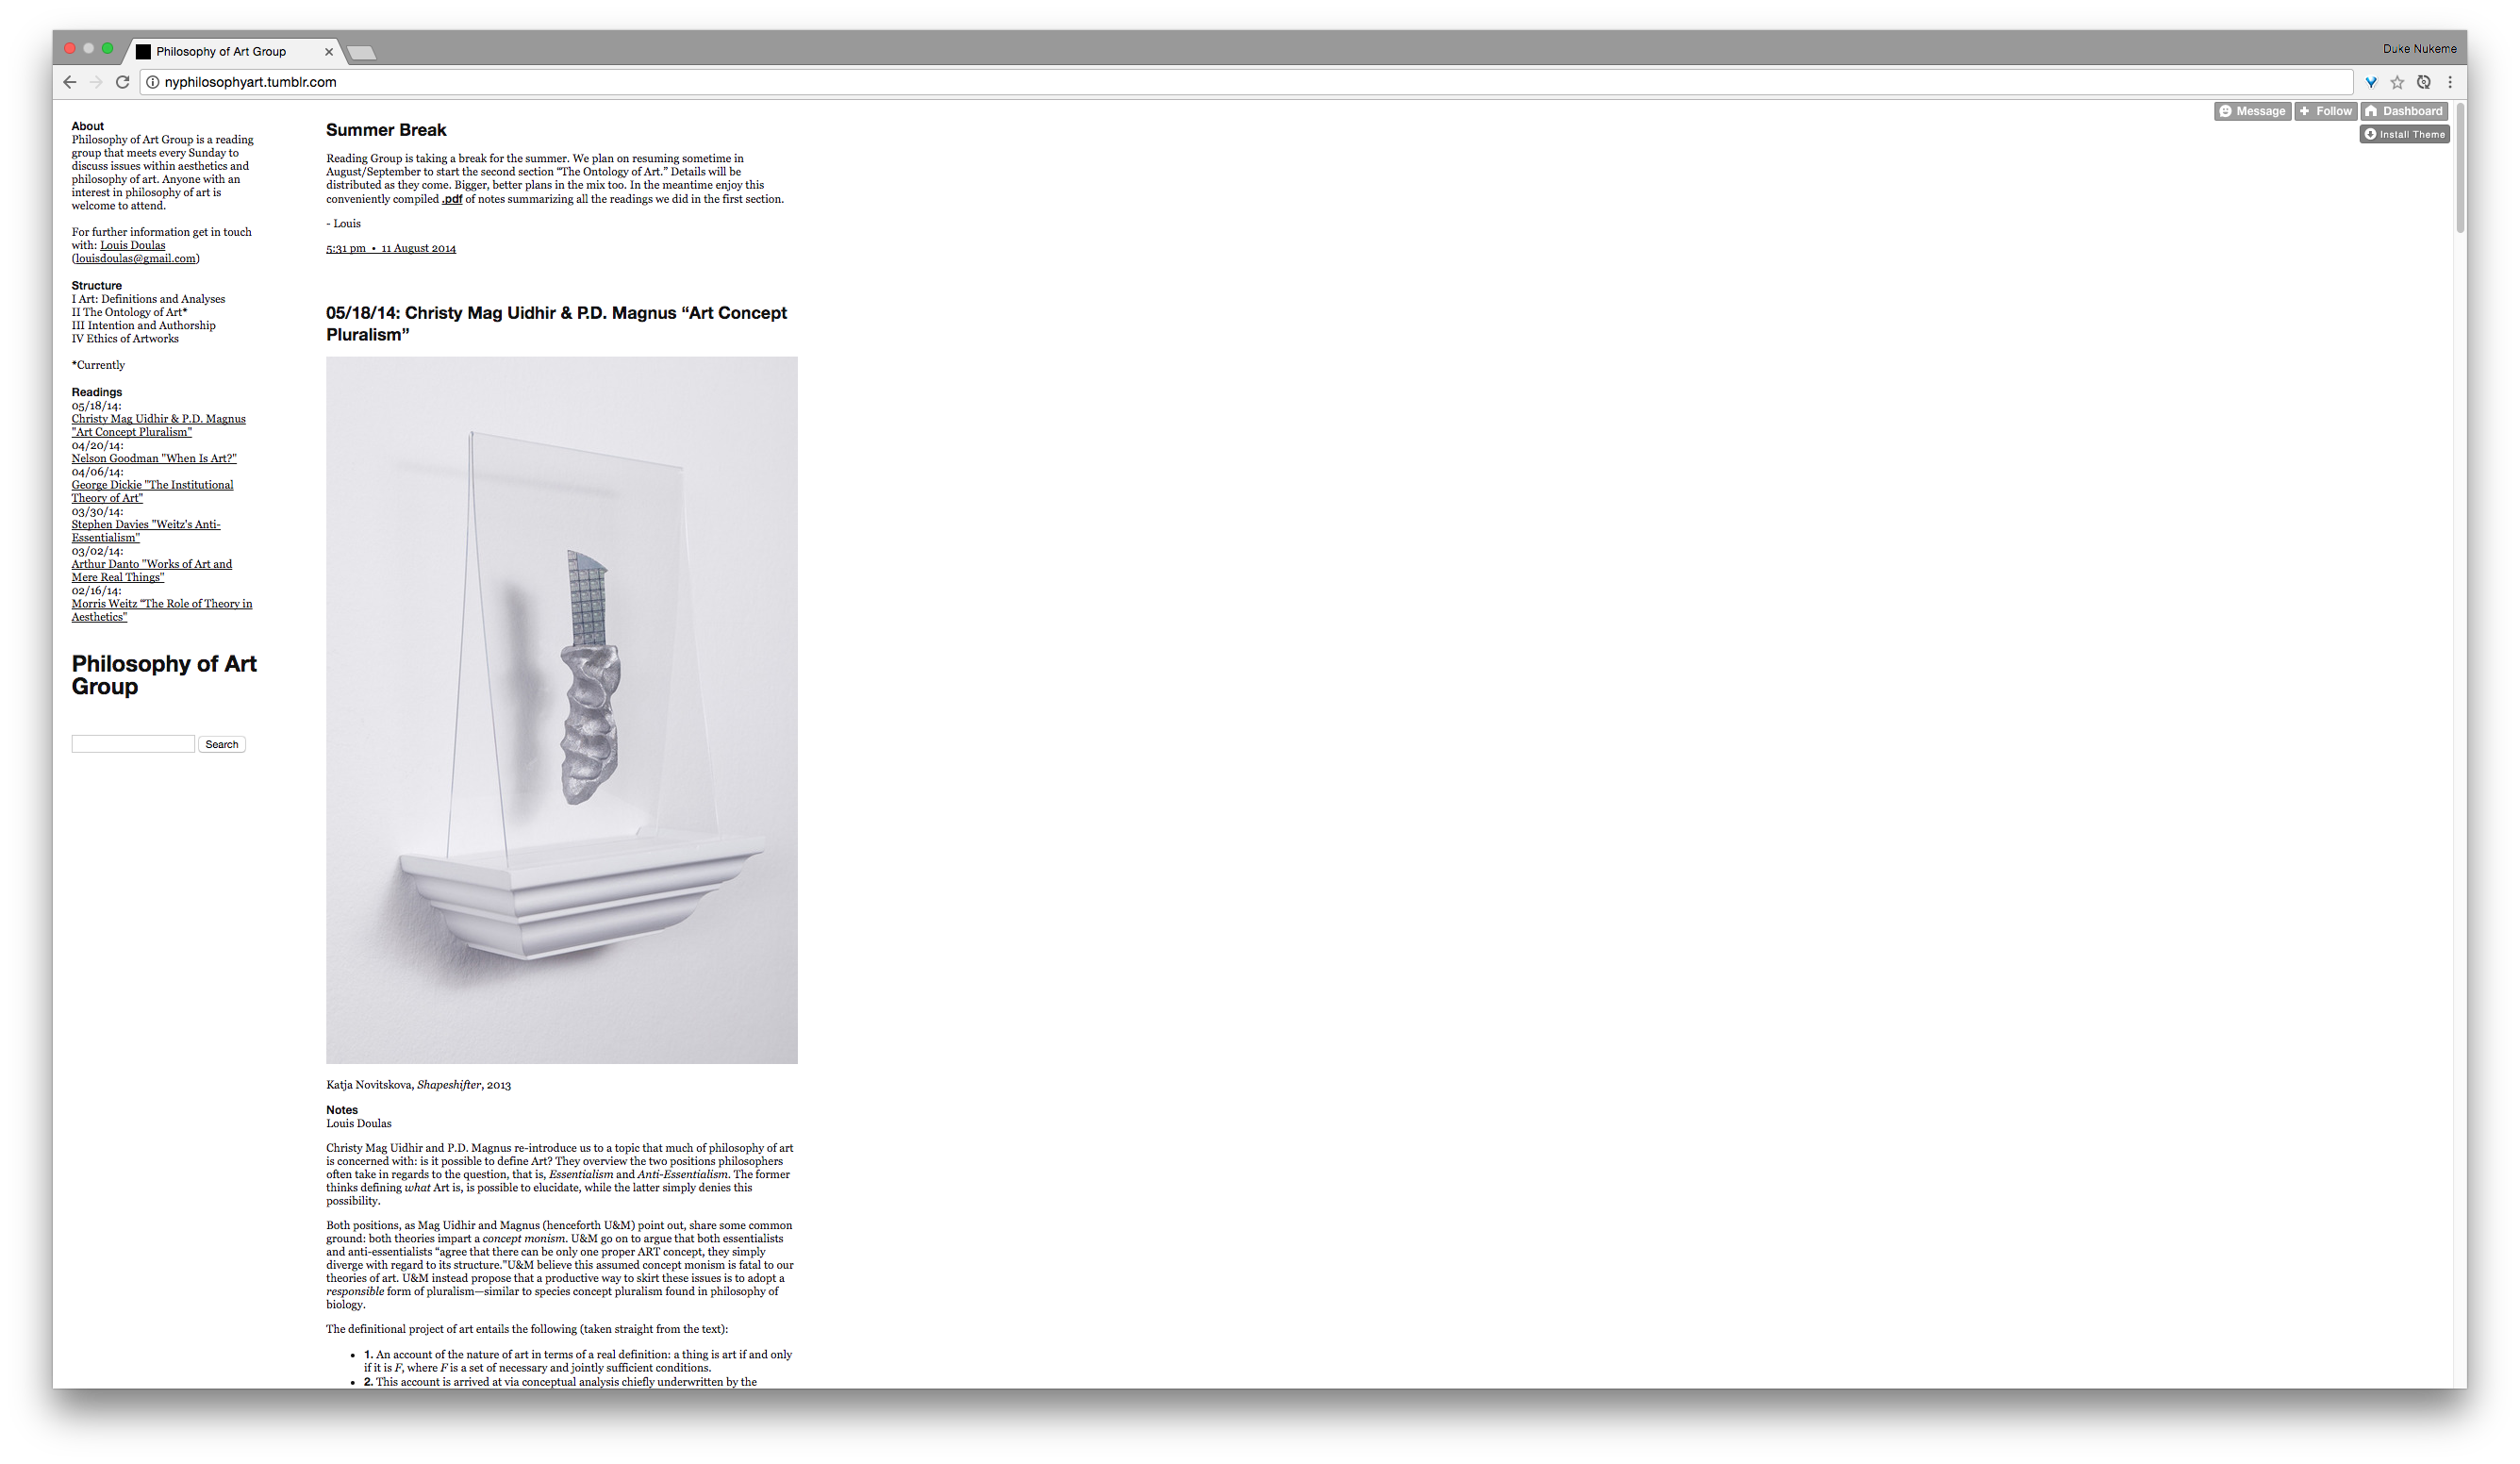 Philosophy of Art Group
Duke Nukeme
nyphilosophyart.tumblr.com
Message
Follow
Dashboard
Install Theme
About
Philosophy of Art Group is a reading
group that meets every Sunday to
discuss issues within aesthetics and
philosophy of art. Anyone with an
interest in philosophy of art is
welcome to attend.
For further information get in touch
with: Louis Doulas
(louisdoulas@gmail.com)
Structure
I Art: Definitions and Analyses
II The Ontology of Art*
III Intention and Authorship
IV Ethics of Artworks
*Currently
Readings
05/18/14:
Christy Mag Uidhir & P.D. Magnus
"Art Concept Pluralism"
04/20/14:
Nelson Goodman "When Is Art?"
04/06/14:
George Dickie "The Institutional
Theory of Art"
03/30/14:
Stephen Davies "Weitz's Anti-
Essentialism"
03/02/14:
Arthur Danto "Works of Art and
Mere Real Things"
02/16/14:
Morris Weitz "The Role of Theory in
Aesthetics"
Philosophy of Art
Group
Search
Summer Break
Reading Group is taking a break for the summer. We plan on resuming sometime in
August/September to start the second section “The Ontology of Art.” Details will be
distributed as they come. Bigger, better plans in the mix too. In the meantime enjoy this
conveniently compiled .pdf of notes summarizing all the readings we did in the first section.
- Louis
5:31 pm • 11 August 2014
05/18/14: Christy Mag Uidhir & P.D. Magnus “Art Concept
Pluralism”
Katja Novitskova, Shapeshifter, 2013
Notes
Louis Doulas
Christy Mag Uidhir and P.D. Magnus re-introduce us to a topic that much of philosophy of art
is concerned with: is it possible to define Art? They overview the two positions philosophers
often take in regards to the question, that is, Essentialism and Anti-Essentialism. The former
thinks defining what Art is, is possible to elucidate, while the latter simply denies this
possibility.
Both positions, as Mag Uidhir and Magnus (henceforth U&M) point out, share some common
ground: both theories impart a concept monism. U&M go on to argue that both essentialists
and anti-essentialists “agree that there can be only one proper ART concept, they simply
diverge with regard to its structure."U&M believe this assumed concept monism is fatal to our
theories of art. U&M instead propose that a productive way to skirt these issues is to adopt a
responsible form of pluralism—similar to species concept pluralism found in philosophy of
biology.
The definitional project of art entails the following (taken straight from the text):
• 1. An account of the nature of art in terms of a real definition: a thing is art if and only
if it is F, where F is a set of necessary and jointly sufficient conditions.
• 2. This account is arrived at via conceptual analysis chiefly underwritten by the